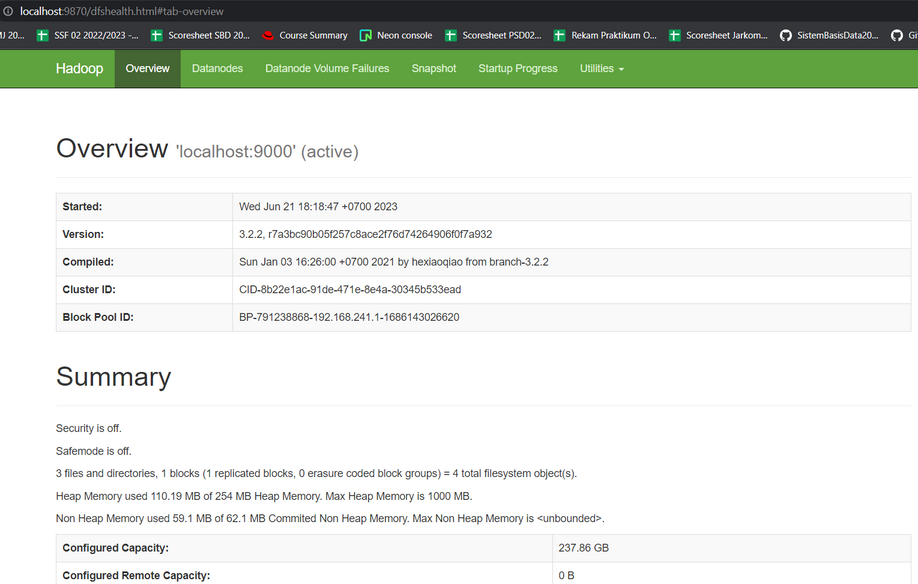 localhost:9870/dfshealth.html#tab-overview
MJ 20... SSF 02 2022/2023 -... Scoresheet SBD 20... Course Summary Neon console Scoresheet PSD02... Rekam Praktikum O... Scoresheet Jarkom... SistemBasisData20... Gi
Hadoop Overview Datanodes Datanode Volume Failures Snapshot Startup Progress Utilities
Overview 'localhost:9000' (active)
Started: Wed Jun 21 18:18:47 +0700 2023
Version: 3.2.2, r7a3bc90b05f257c8ace2f76d74264906f0f7a932
Compiled: Sun Jan 03 16:26:00 +0700 2021 by hexiaoqiao from branch-3.2.2
Cluster ID: CID-8b22e1ac-91de-471e-8e4a-30345b533ead
Block Pool ID: BP-791238868-192.168.241.1-1686143026620
Summary
Security is off.
Safemode is off.
3 files and directories, 1 blocks (1 replicated blocks, 0 erasure coded block groups) = 4 total filesystem object(s).
Heap Memory used 110.19 MB of 254 MB Heap Memory. Max Heap Memory is 1000 MB.
Non Heap Memory used 59.1 MB of 62.1 MB Commited Non Heap Memory. Max Non Heap Memory is <unbounded>.
Configured Capacity: 237.86 GB
Configured Remote Capacity: 0 B